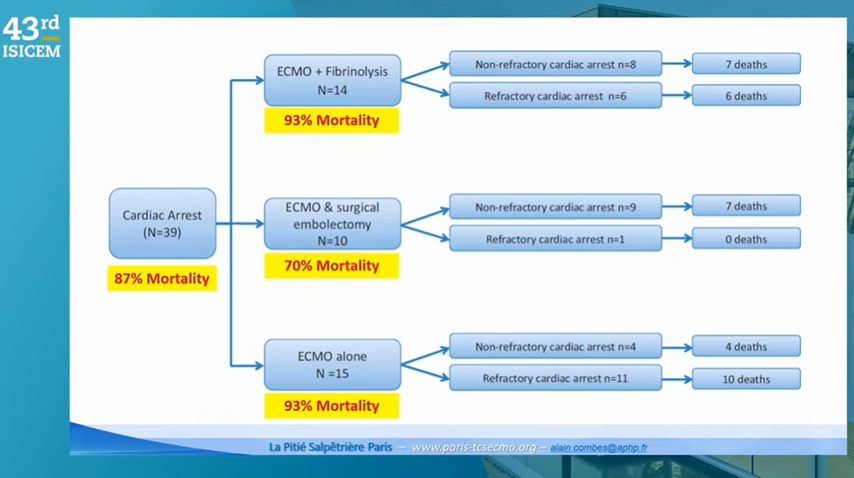 43rd
ISICEM
ECMO + Fibrinolysis
N=14
93% Mortality
Non-refractory cardiac arrest n=8
7 deaths
Refractory cardiac arrest n=6
6 deaths
Cardiac Arrest
(N=39)
87% Mortality
ECMO & surgical
embolectomy
N=10
70% Mortality
Non-refractory cardiac arrest n=9
7 deaths
Refractory cardiac arrest n=1
0 deaths
ECMO alone
N =15
93% Mortality
Non-refractory cardiac arrest n=4
4 deaths
Refractory cardiac arrest n=11
10 deaths
La Pitié Salpêtrière Paris – www.paris-tcsecmo.org – alain.combes@aphp.fr